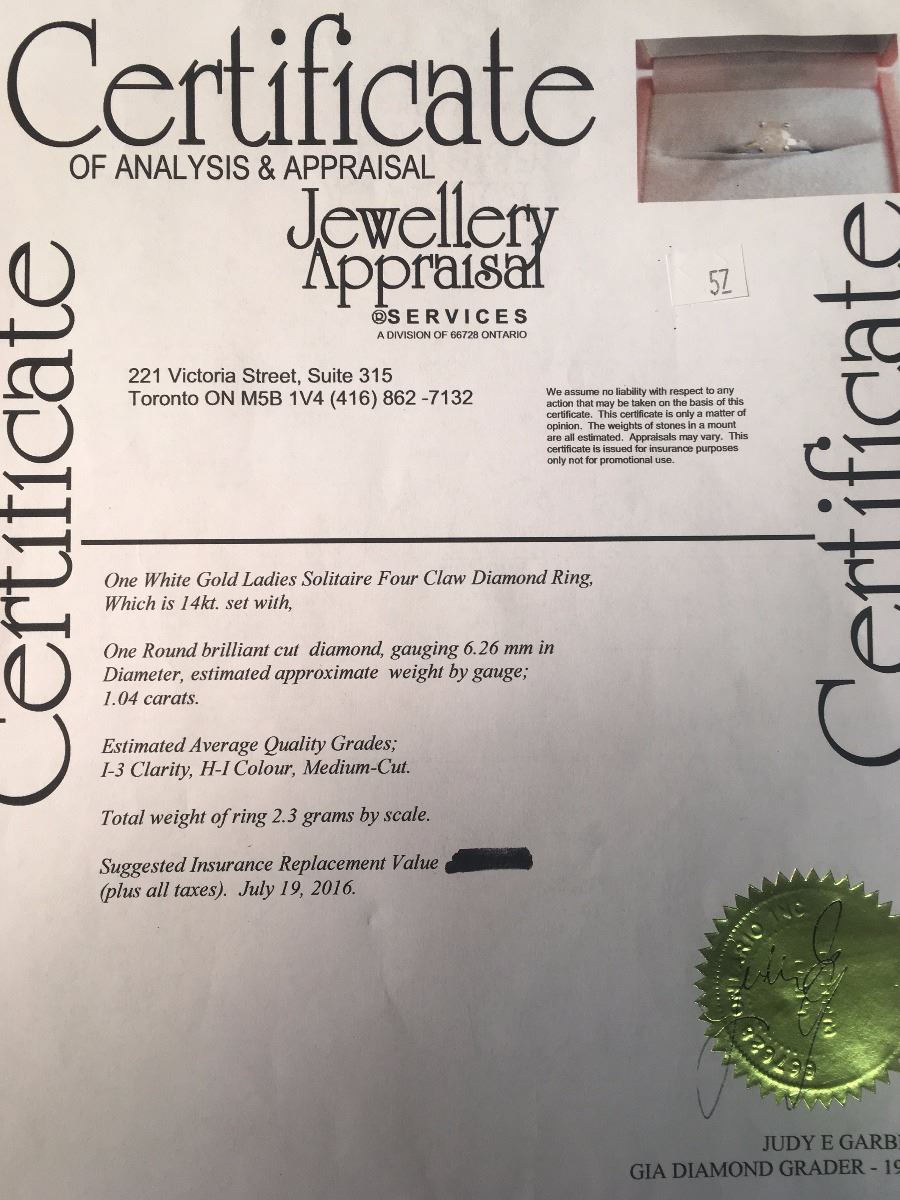 Certificate
OF ANALYSIS & APPRAISAL
Jewellery
Appraisal
®SERVICES
A DIVISION OF 66728 ONTARIO
5Z
221 Victoria Street, Suite 315
Toronto ON M5B 1V4 (416) 862 -7132
We assume no liability with respect to any
action that may be taken on the basis of this
certificate. This certificate is only a matter of
opinion. The weights of stones in a mount
are all estimated. Appraisals may vary. This
certificate is issued for insurance purposes
only not for promotional use.
Certificate
Certificate
One White Gold Ladies Solitaire Four Claw Diamond Ring,
Which is 14kt. set with,
One Round brilliant cut diamond, gauging 6.26 mm in
Diameter, estimated approximate weight by gauge;
1.04 carats.
Estimated Average Quality Grades;
I-3 Clarity, H-I Colour, Medium-Cut.
Total weight of ring 2.3 grams by scale.
Suggested Insurance Replacement Value
(plus all taxes). July 19, 2016.
ONTARIO INC
667628
JUDY E GARB
GIA DIAMOND GRADER - 19